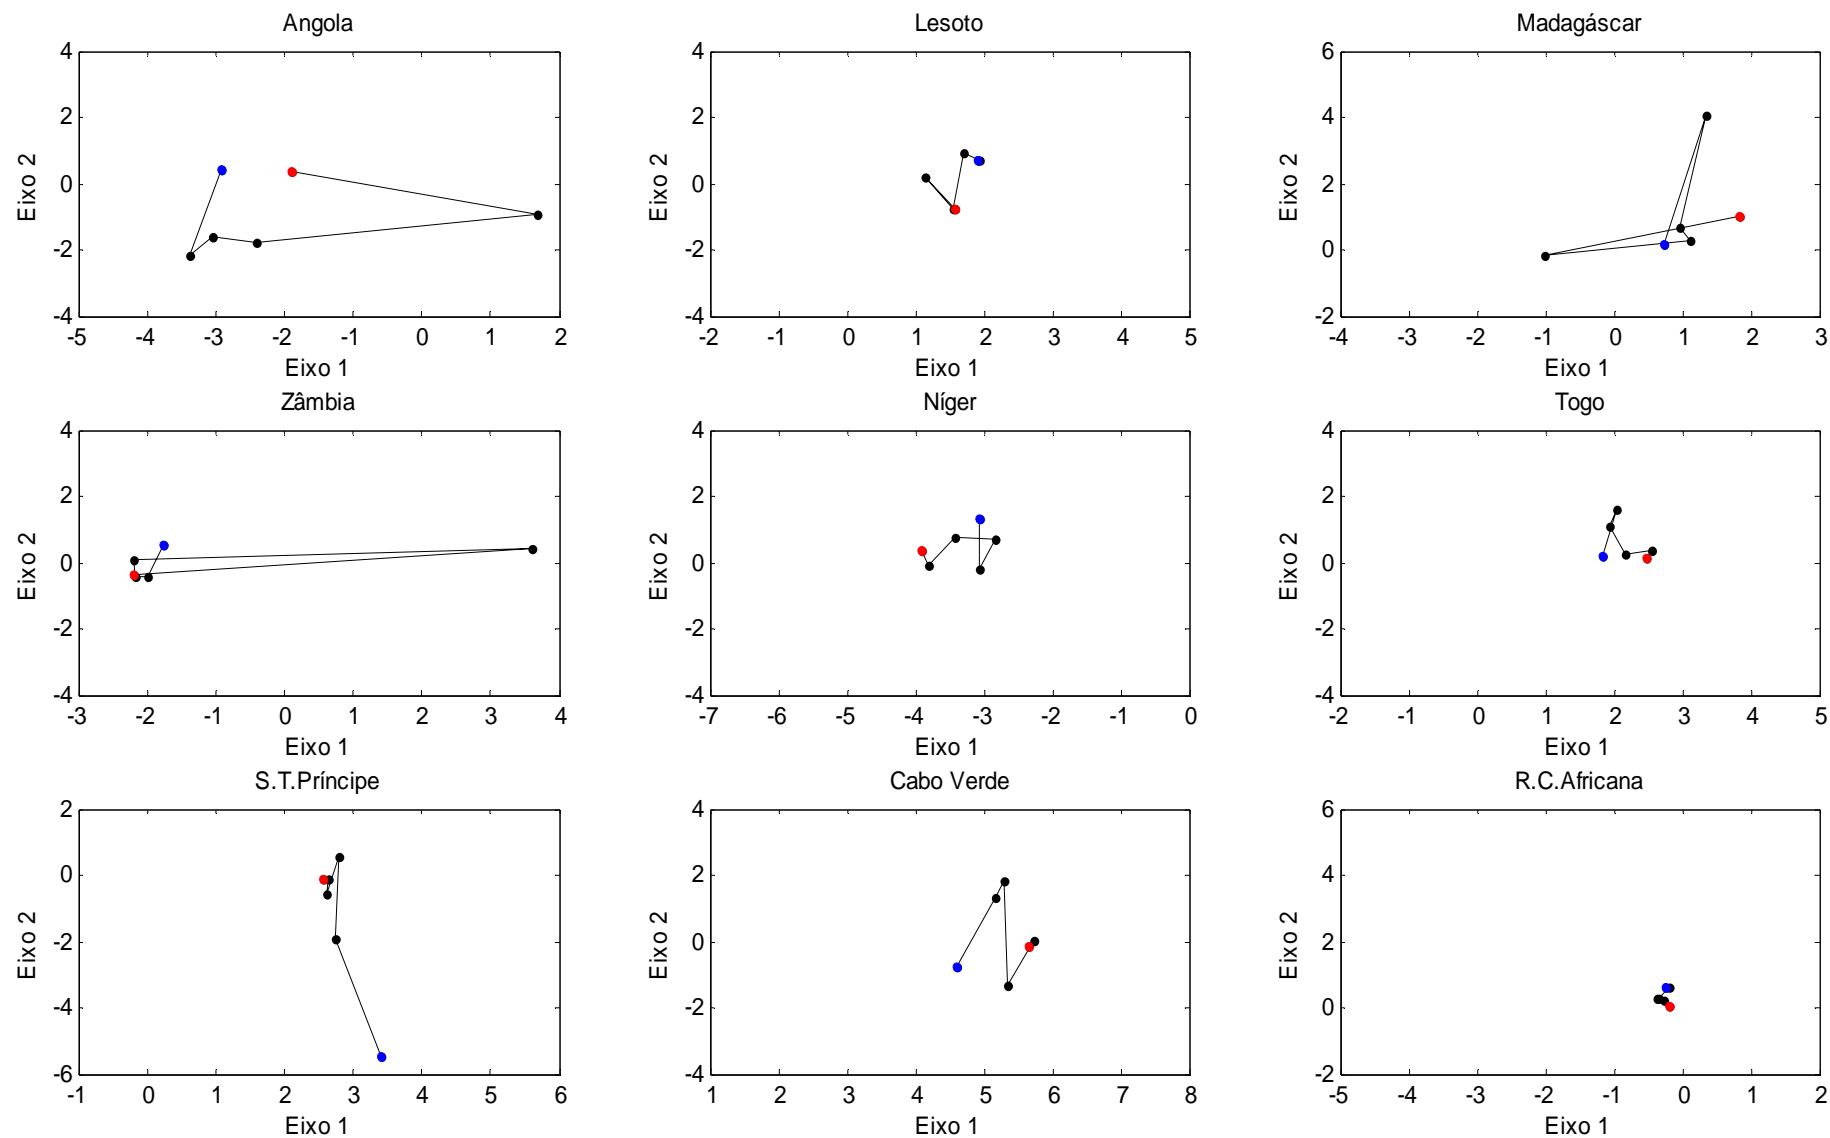 Angola
4
2
0
-2
-4
Eixo 2
-5 -4 -3 -2 -1 0 1 2
Eixo 1
Lesoto
4
2
0
-2
-4
Eixo 2
-2 -1 0 1 2 3 4 5
Eixo 1
Madagáscar
6
4
2
0
-2
Eixo 2
-4 -3 -2 -1 0 1 2 3
Eixo 1
Zâmbia
4
2
0
-2
-4
Eixo 2
-3 -2 -1 0 1 2 3 4
Eixo 1
Níger
4
2
0
-2
-4
Eixo 2
-7 -6 -5 -4 -3 -2 -1 0
Eixo 1
Togo
4
2
0
-2
-4
Eixo 2
-2 -1 0 1 2 3 4 5
Eixo 1
S.T.Príncipe
2
0
-2
-4
-6
Eixo 2
-1 0 1 2 3 4 5 6
Eixo 1
Cabo Verde
4
2
0
-2
-4
Eixo 2
1 2 3 4 5 6 7 8
Eixo 1
R.C.Africana
6
4
2
0
-2
Eixo 2
-5 -4 -3 -2 -1 0 1 2
Eixo 1